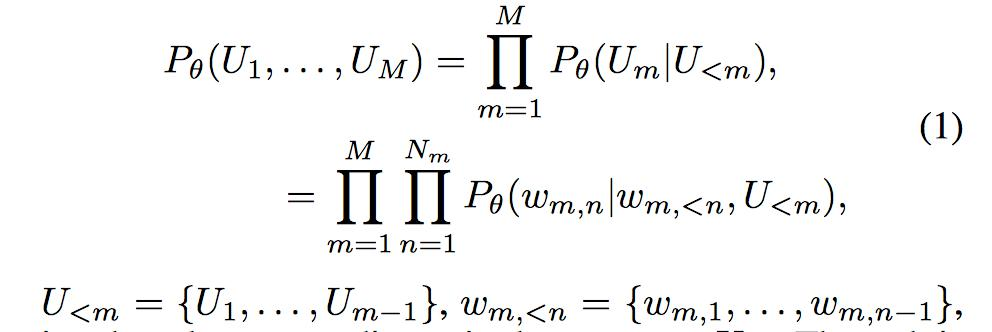 P_θ(U_1, . . . , U_M) = ∏_{m=1}^{M} P_θ(U_m|U_{<m}),
(1)
= ∏_{m=1}^{M} ∏_{n=1}^{N_m} P_θ(w_{m,n}|w_{m,<n}, U_{<m}),
U_{<m} = {U_1, . . . , U_{m−1}}, w_{m,<n} = {w_{m,1}, . . . , w_{m,n−1}},